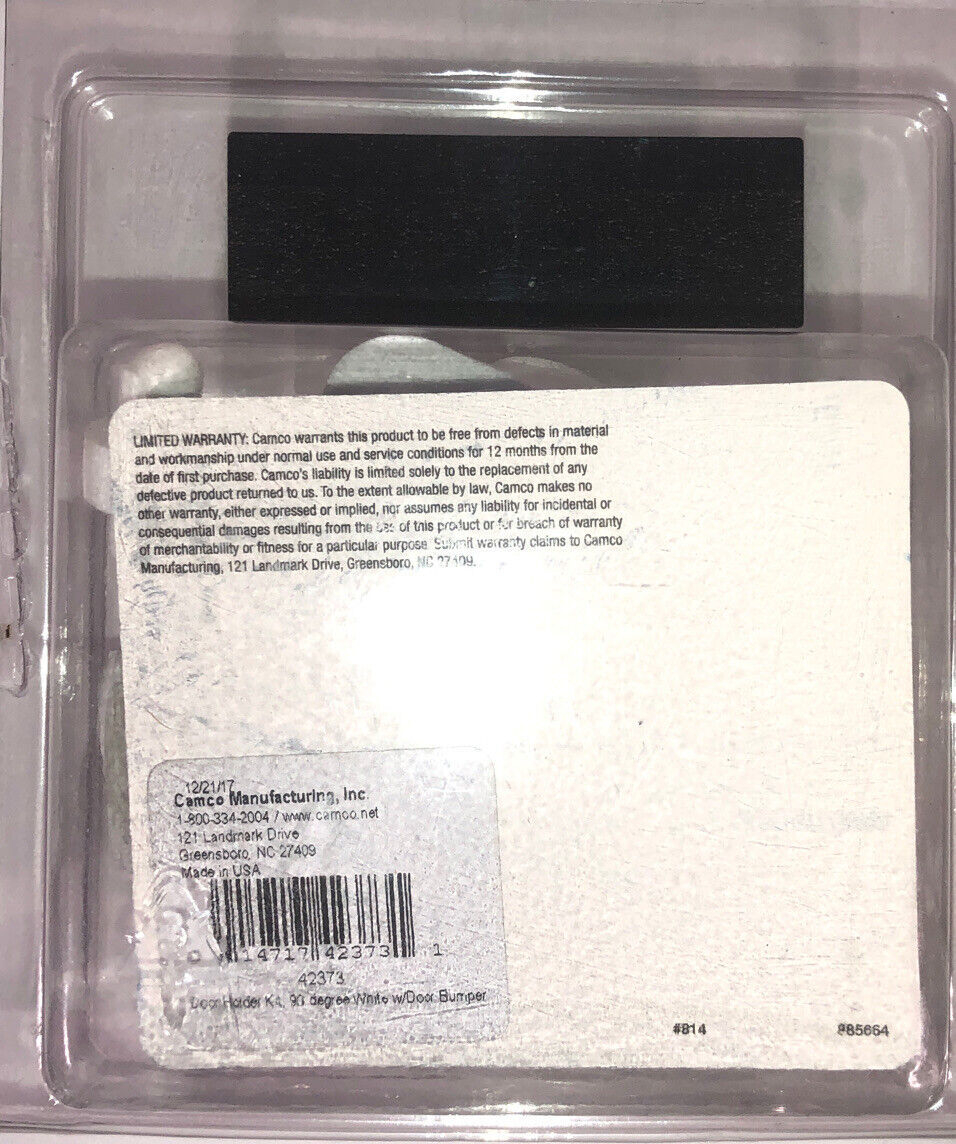 LIMITED WARRANTY: Camco warrants this product to be free from defects in material
and workmanship under normal use and service conditions for 12 months from the
date of first purchase. Camco's liability is limited solely to the replacement of any
defective product returned to us. To the extent allowable by law, Camco makes no
other warranty, either expressed or implied, nor assumes any liability for incidental or
consequential damages resulting from the use of this product or for breach of warranty
of merchantability or fitness for a particular purpose. Submit warranty claims to Camco
Manufacturing, 121 Landmark Drive, Greensboro, NC 27409.
12/21/17
Camco Manufacturing, Inc.
1-800-334-2004 / www.camco.net
121 Landmark Drive
Greensboro, NC 27409
Made in USA
0 14717 42373 1
42373
Door Holder Kit, 90 degree White w/Door Bumper
#814
#85664